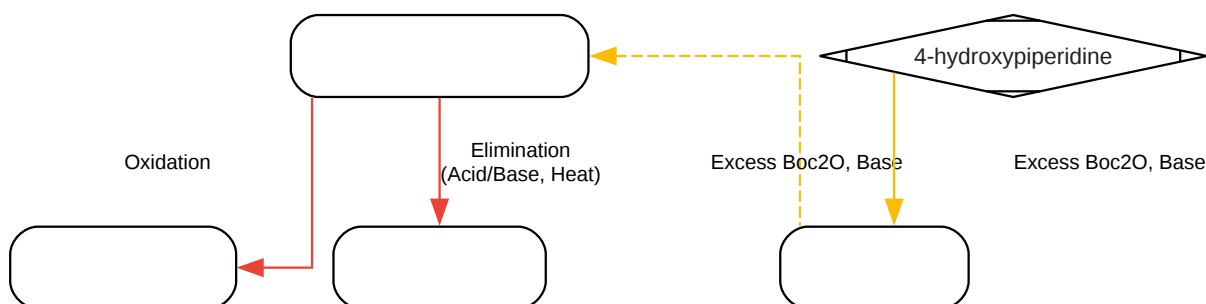 4-hydroxypiperidine
Oxidation
Elimination
(Acid/Base, Heat)
Excess Boc2O, Base
Excess Boc2O, Base